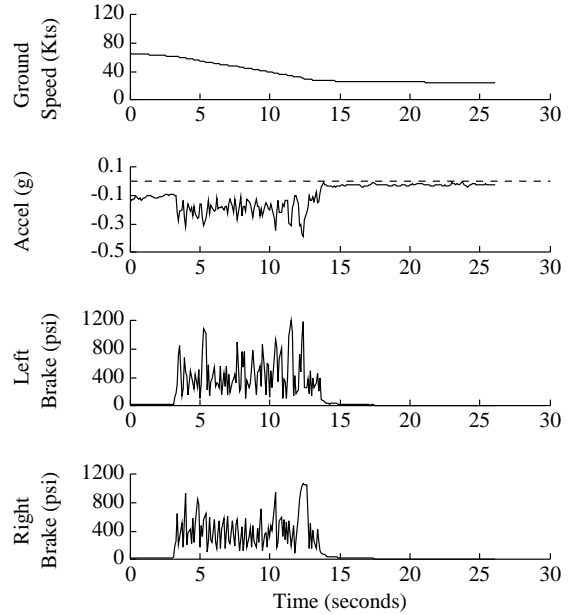 Ground
Speed (Kts)
120
80
40
0
0 5 10 15 20 25 30
Accel (g)
0.1
-0.1
-0.3
-0.5
0 5 10 15 20 25 30
Left
Brake (psi)
1200
800
400
0
0 5 10 15 20 25 30
Right
Brake (psi)
1200
800
400
0
0 5 10 15 20 25 30
Time (seconds)